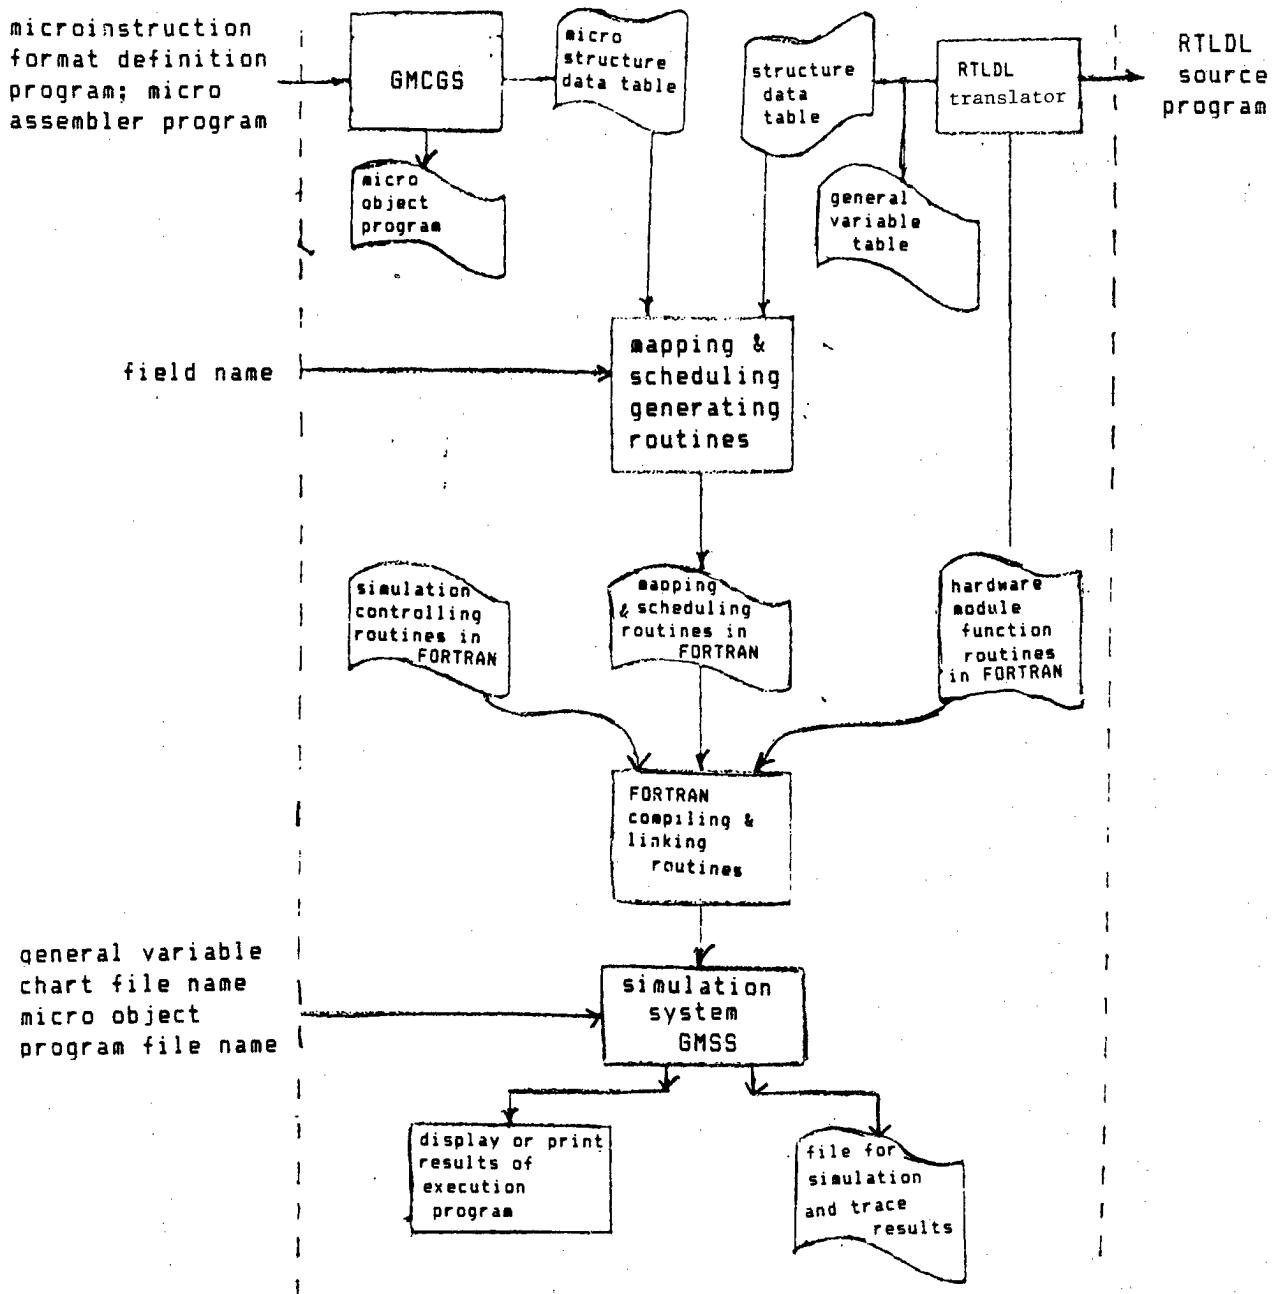 microinstruction
format definition
program; micro
assembler program
GMCGS
micro
structure
data table
structure
data
table
RTLDL
translator
RTLDL
source
program
micro
object
program
general
variable
table
field name
mapping &
scheduling
generating
routines
simulation
controlling
routines in
FORTRAN
mapping
& scheduling
routines in
FORTRAN
hardware
module
function
routines
in FORTRAN
FORTRAN
compiling &
linking
routines
general variable
chart file name
micro object
program file name
simulation
system
GMSS
display or print
results of
execution
program
file for
simulation
and trace
results